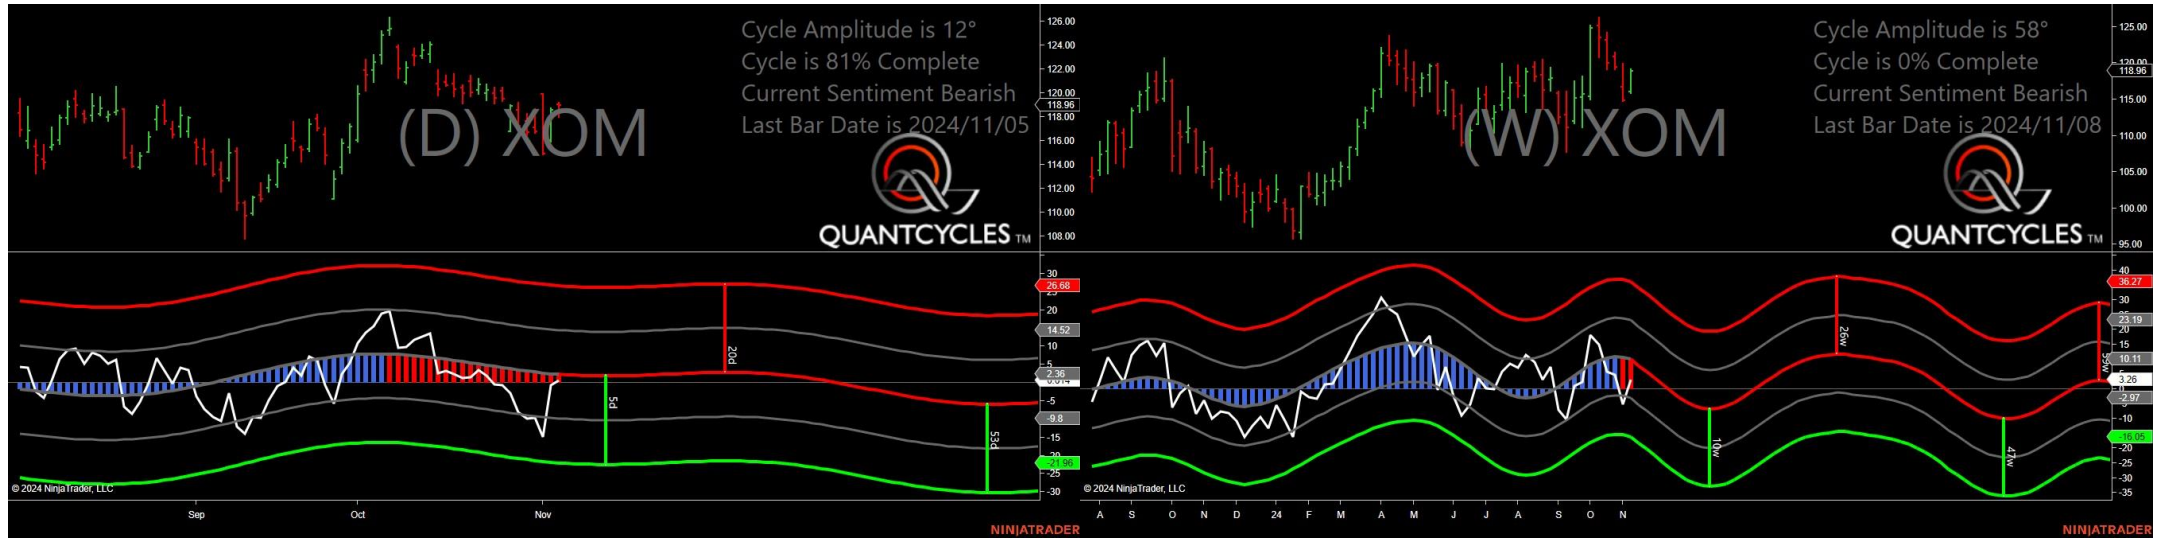 Cycle Amplitude is 12°
Cycle is 81% Complete
Current Sentiment Bearish
Last Bar Date is 2024/11/05
(D) XOM
QUANTCYCLES TM
126.00
124.00
122.00
120.00
118.96
118.00
116.00
114.00
112.00
110.00
108.00
30
26.68
20
14.52
10
5
2.36
-5
-9.8
-15
-21.96
-25
-30
20d
5d
53d
© 2024 NinjaTrader, LLC
Sep Oct Nov
NINJATRADER
Cycle Amplitude is 58°
Cycle is 0% Complete
Current Sentiment Bearish
Last Bar Date is 2024/11/08
(W) XOM
QUANTCYCLES TM
125.00
120.00
118.96
115.00
110.00
105.00
100.00
95.00
40
36.27
30
23.19
20
15
10.11
3.26
0
-2.97
-10
-16.05
-20
-25
-30
-35
26w
10w
47w
© 2024 NinjaTrader, LLC
A S O N D 24 F M A M J J A S O N
NINJATRADER